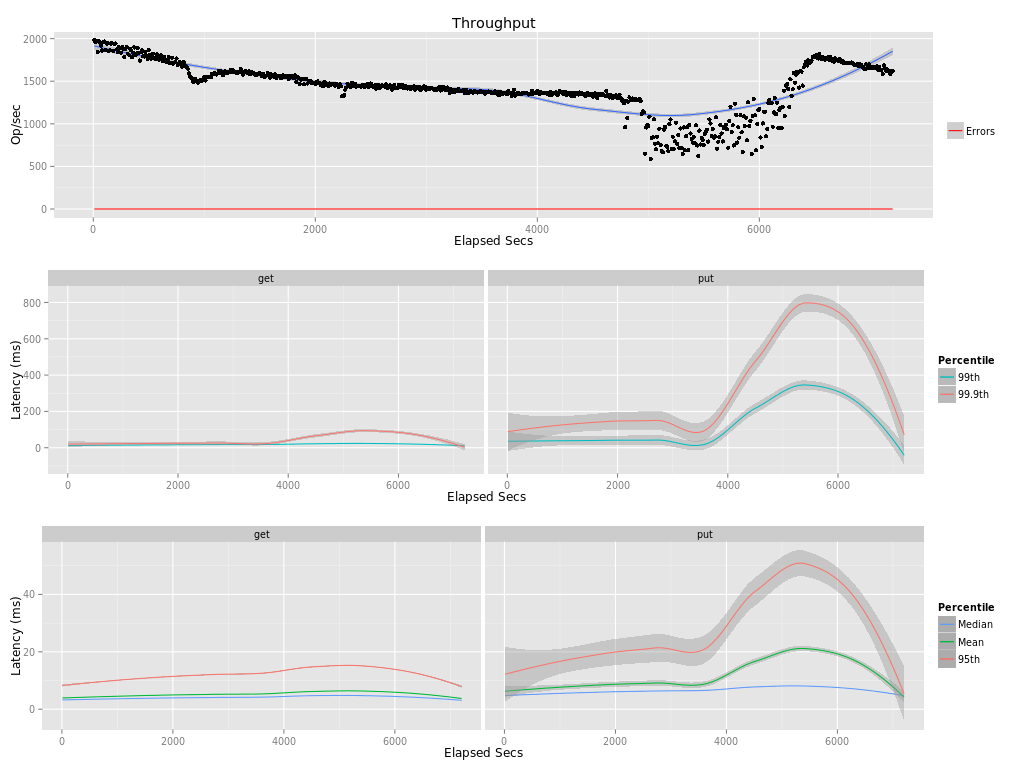 Throughput
2000
1500
1000
500
0
Op/sec
0 2000 4000 6000
Elapsed Secs
Errors
get put
800
600
400
200
0
Latency (ms)
0 2000 4000 6000 0 2000 4000 6000
Elapsed Secs
Percentile
99th
99.9th
get put
40
20
0
Latency (ms)
0 2000 4000 6000 0 2000 4000 6000
Elapsed Secs
Percentile
Median
Mean
95th